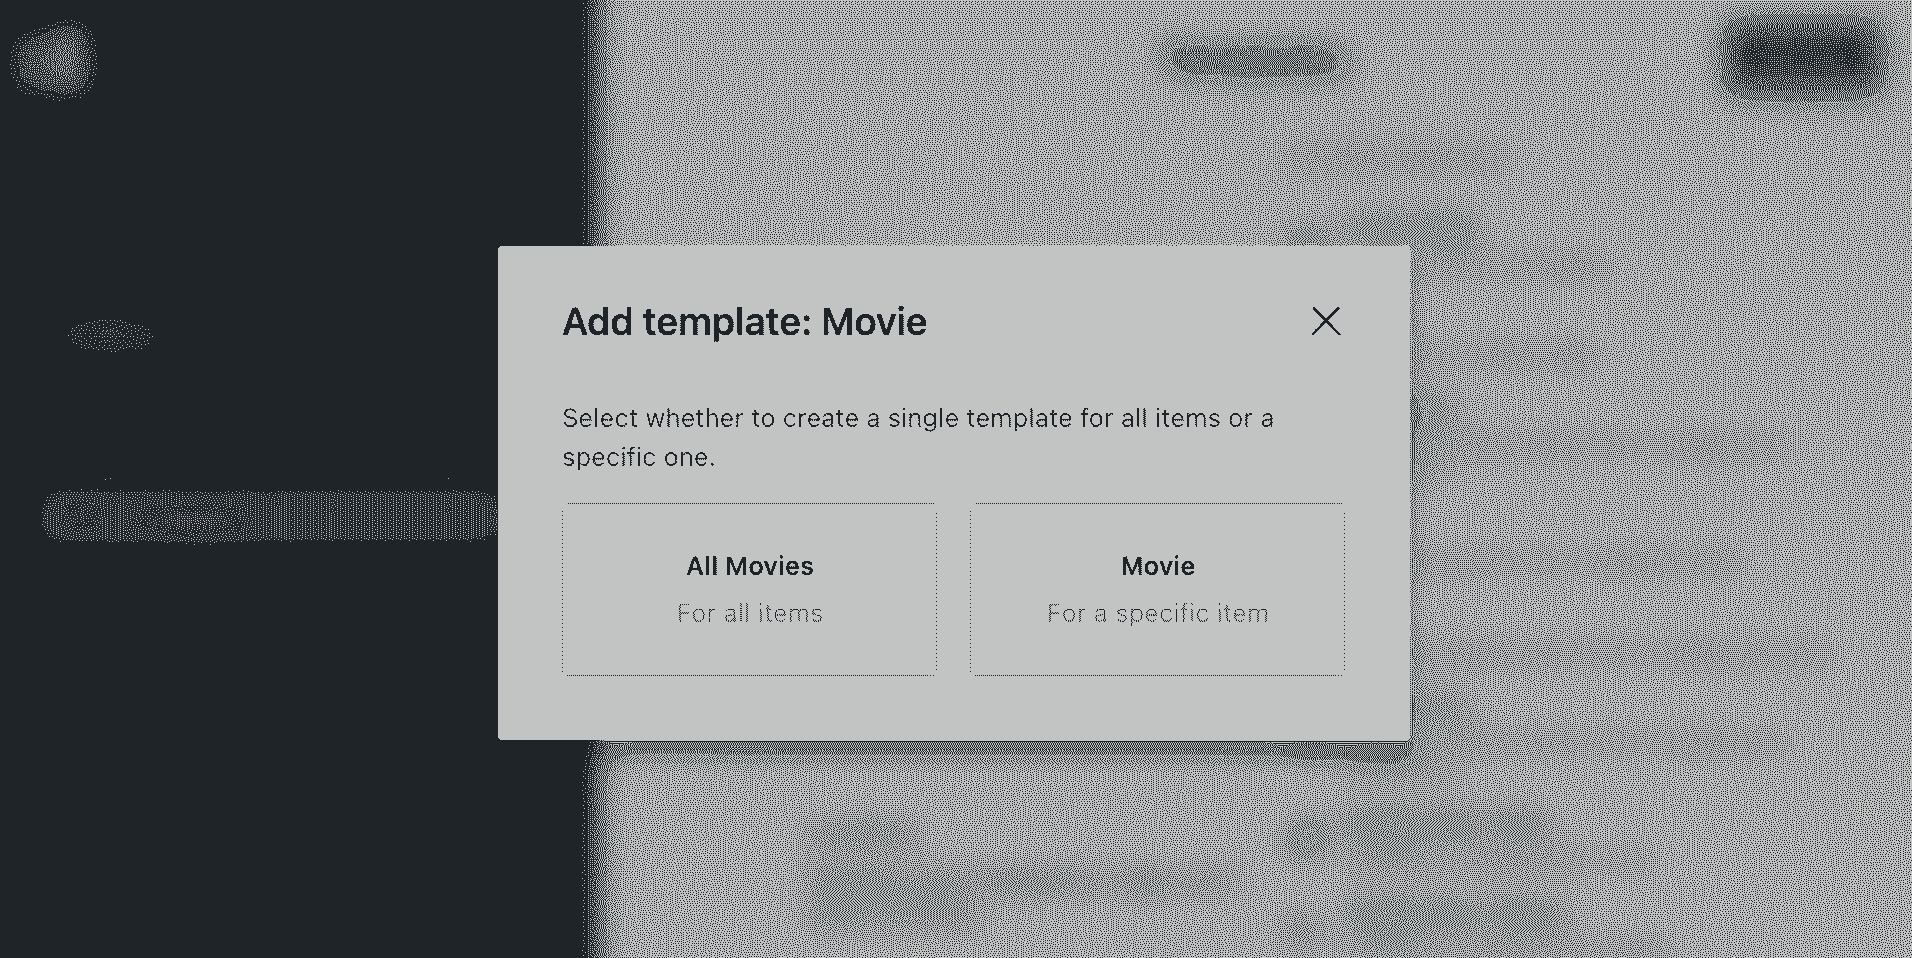 Add template: Movie
Select whether to create a single template for all items or a
specific one.
All Movies
For all items
Movie
For a specific item